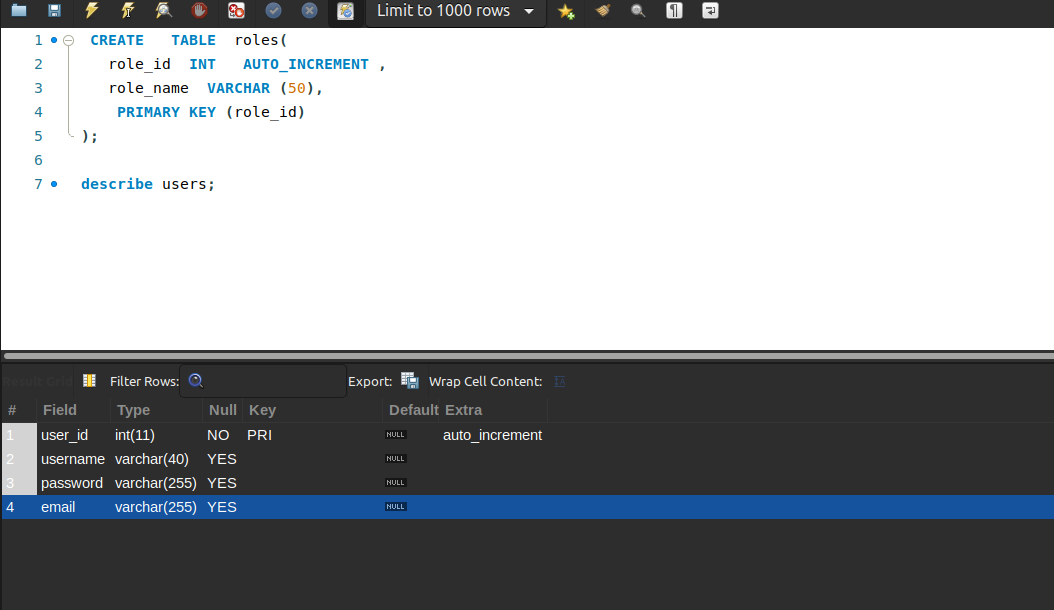 Limit to 1000 rows
1 CREATE TABLE roles(
2 role_id INT AUTO_INCREMENT ,
3 role_name VARCHAR (50),
4 PRIMARY KEY (role_id)
5 );
6
7 describe users;
Result Grid Filter Rows: Export: Wrap Cell Content:
# Field Type Null Key Default Extra
1 user_id int(11) NO PRI NULL auto_increment
2 username varchar(40) YES NULL
3 password varchar(255) YES NULL
4 email varchar(255) YES NULL